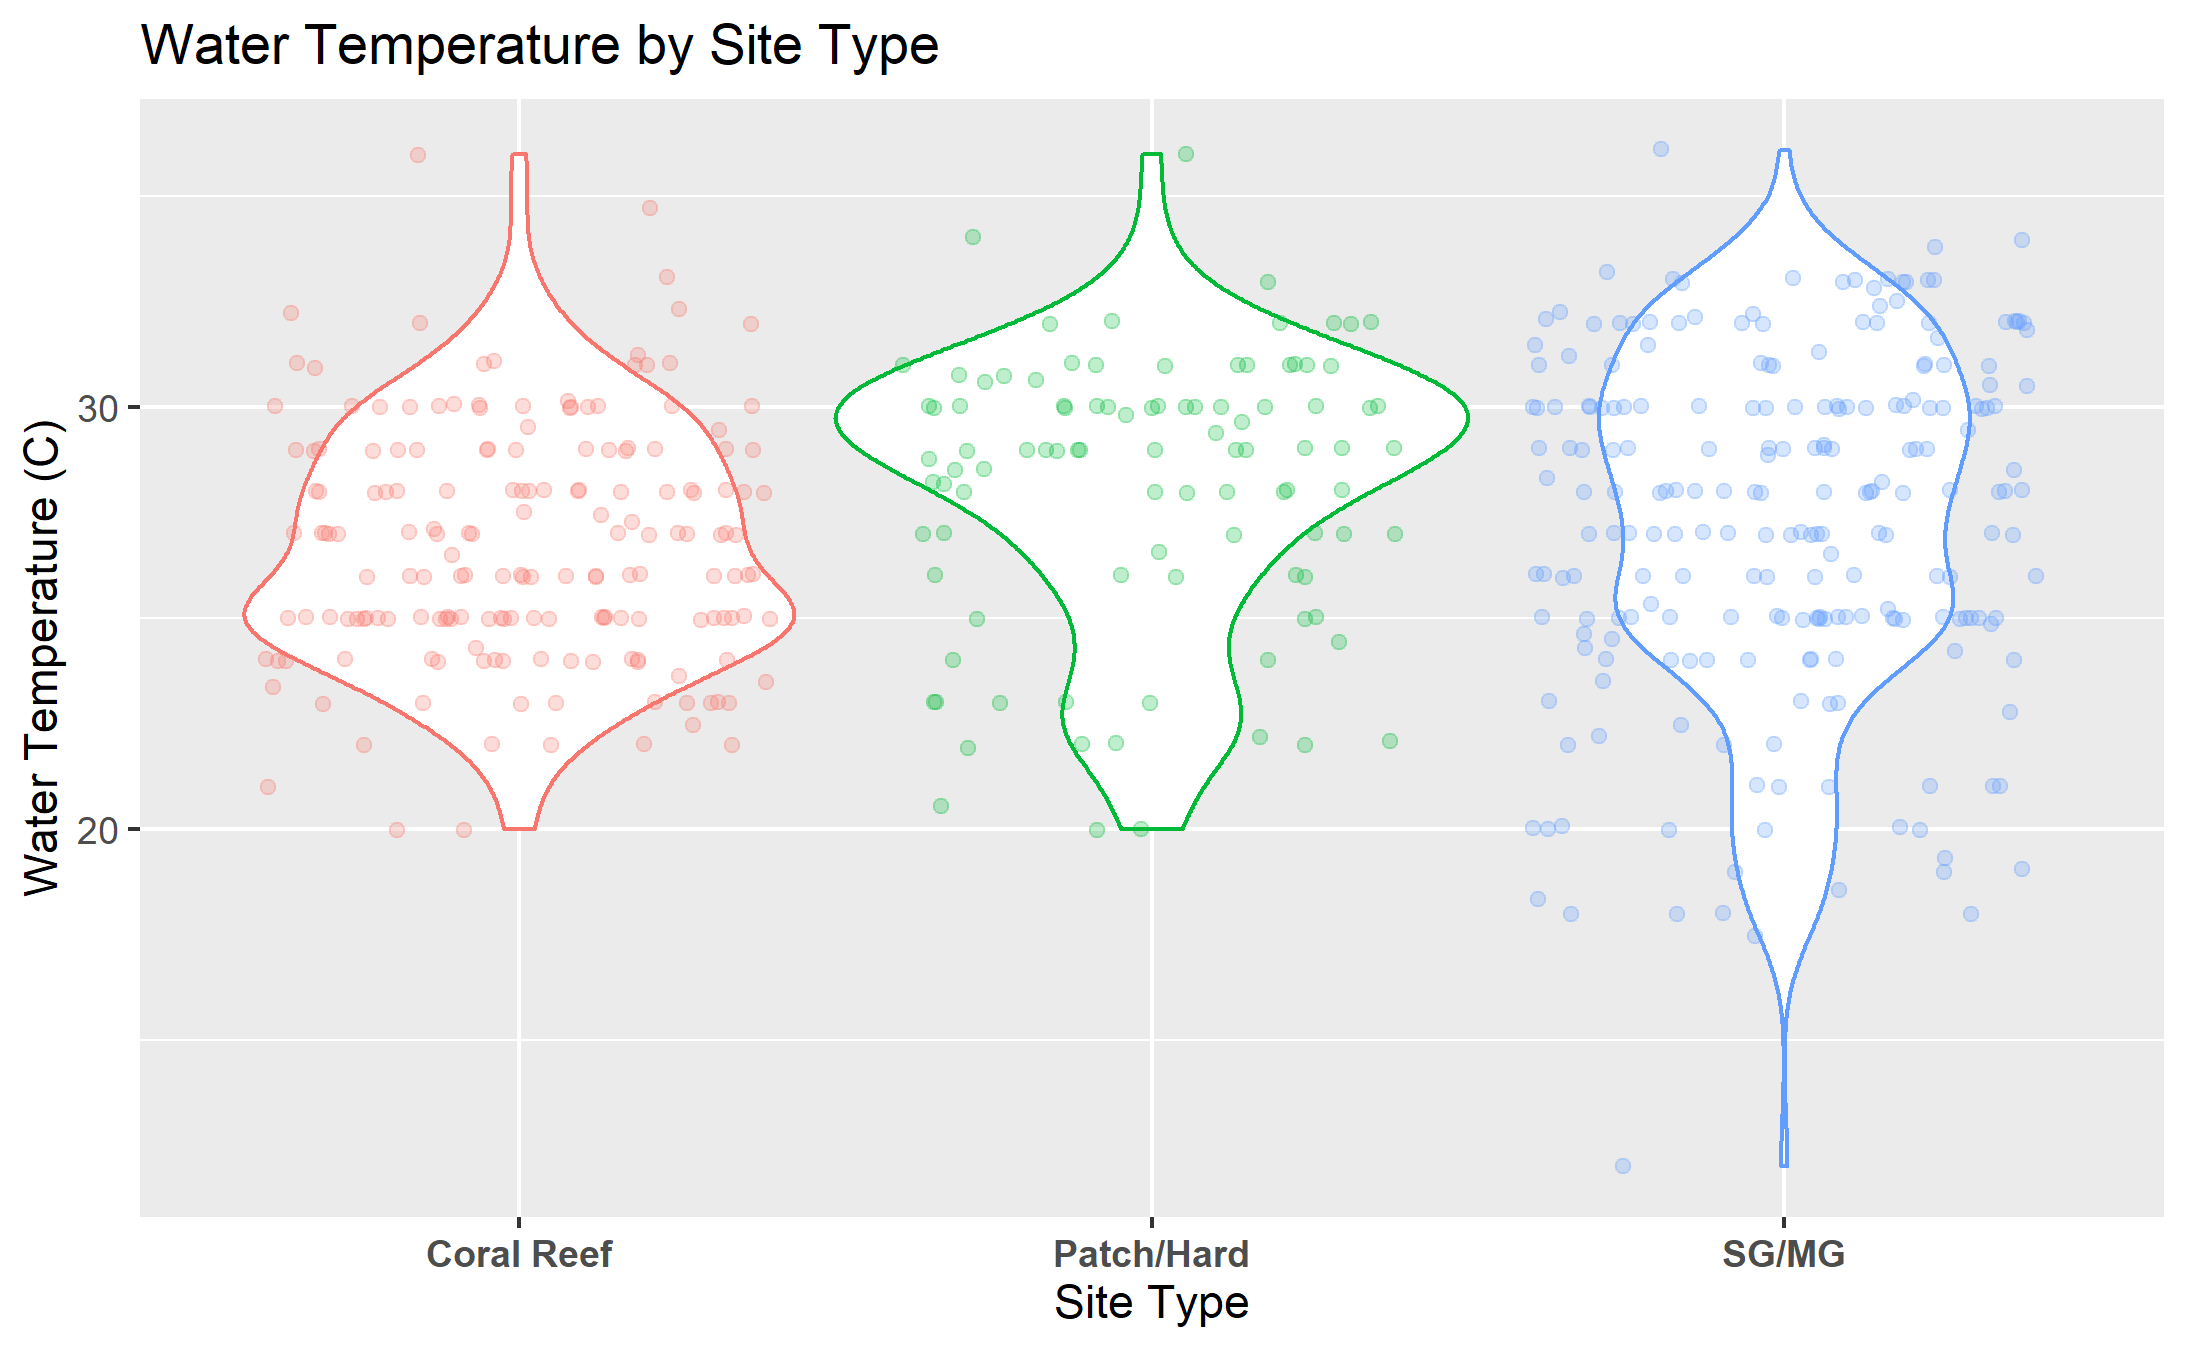 Water Temperature by Site Type
Water Temperature (C)
30
20
Coral Reef
Patch/Hard
SG/MG
Site Type